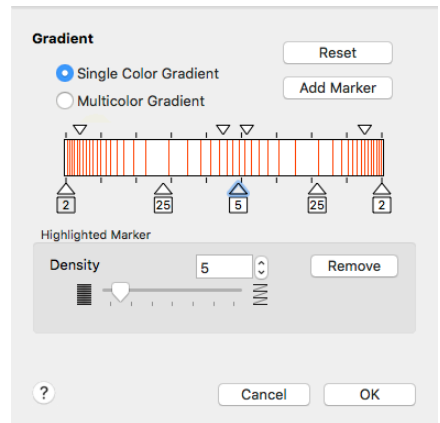 Gradient
Reset
Single Color Gradient
Add Marker
Multicolor Gradient
2 25 5 25 2
Highlighted Marker
Density 5 Remove
? Cancel OK